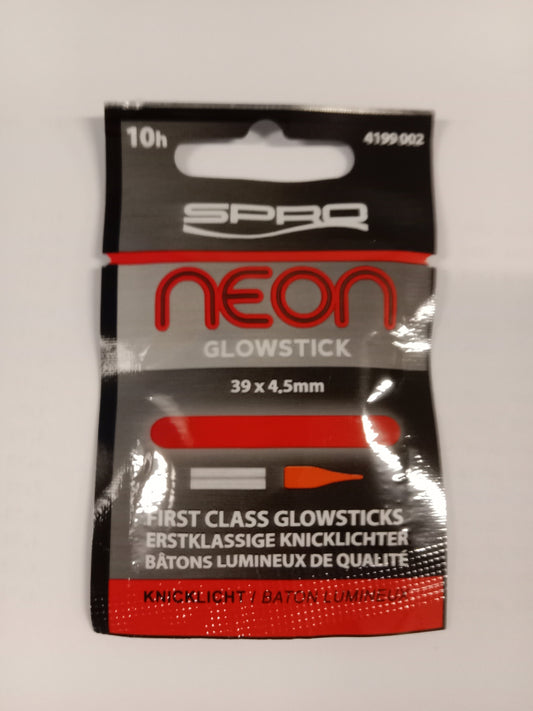 10h
4199 002
SPRO
NEON
GLOWSTICK
39 x 4.5mm
FIRST CLASS GLOWSTICKS
ERSTKLASSIGE KNICKLICHTER
BÂTONS LUMINEUX DE QUALITÉ
KNICKLICHT / BATON LUMINEUX